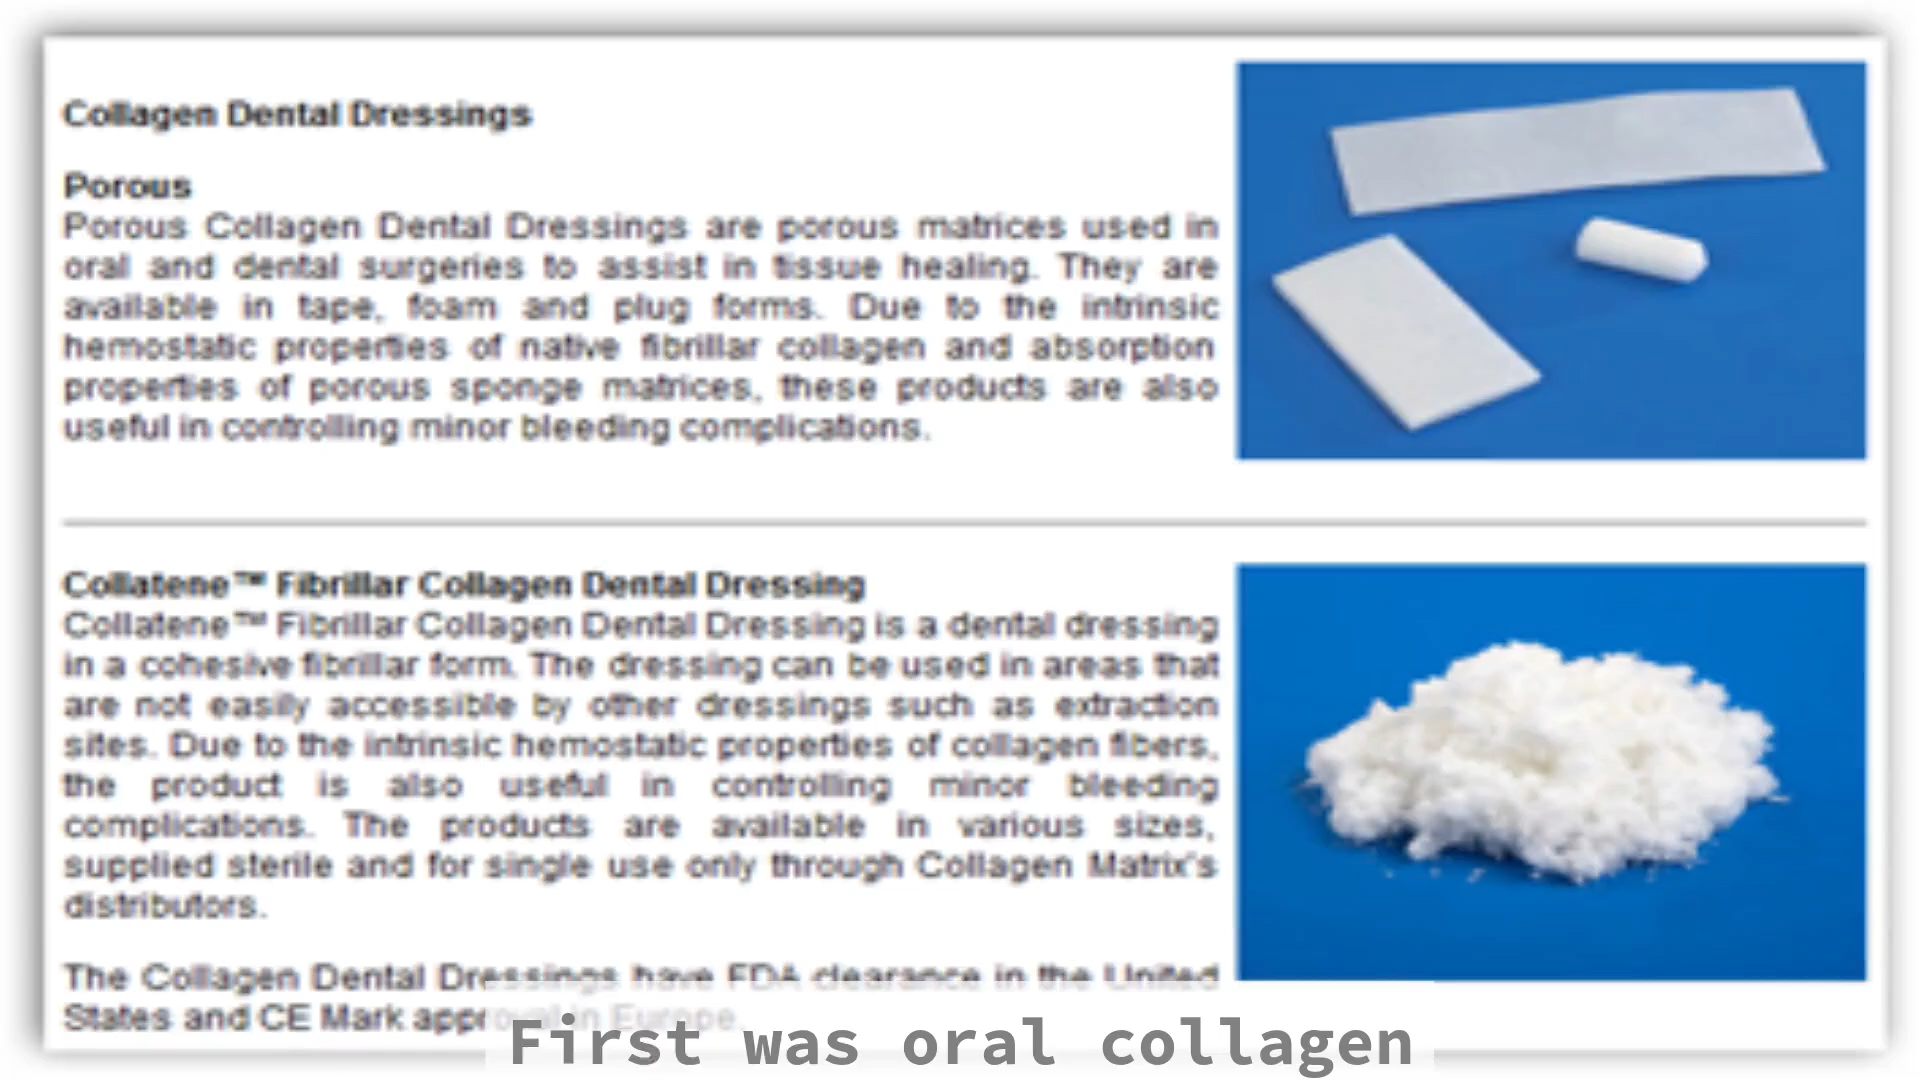 Collagen Dental Dressings
Porous
Porous Collagen Dental Dressings are porous matrices used in
oral and dental surgeries to assist in tissue healing. They are
available in tape, foam and plug forms. Due to the intrinsic
hemostatic properties of native fibrillar collagen and absorption
properties of porous sponge matrices, these products are also
useful in controlling minor bleeding complications.
Collatene™ Fibrillar Collagen Dental Dressing
Collatene™ Fibrillar Collagen Dental Dressing is a dental dressing
in a cohesive fibrillar form. The dressing can be used in areas that
are not easily accessible by other dressings such as extraction
sites. Due to the intrinsic hemostatic properties of collagen fibers,
the product is also useful in controlling minor bleeding
complications. The products are available in various sizes,
supplied sterile and for single use only through Collagen Matrix's
distributors.
The Collagen Dental Dressings have FDA clearance in the United
States and CE Mark approval in Europe.
First was oral collagen